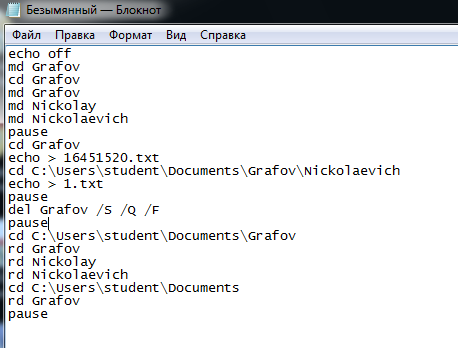 Безымянный — Блокнот
Файл Правка Формат Вид Справка
echo off
md Grafov
cd Grafov
md Grafov
md Nickolay
md Nickolaevich
pause
cd Grafov
echo > 16451520.txt
cd C:\Users\student\Documents\Grafov\Nickolaevich
echo > 1.txt
pause
del Grafov /S /Q /F
pause
cd C:\Users\student\Documents\Grafov
rd Grafov
rd Nickolay
rd Nickolaevich
cd C:\Users\student\Documents
rd Grafov
pause